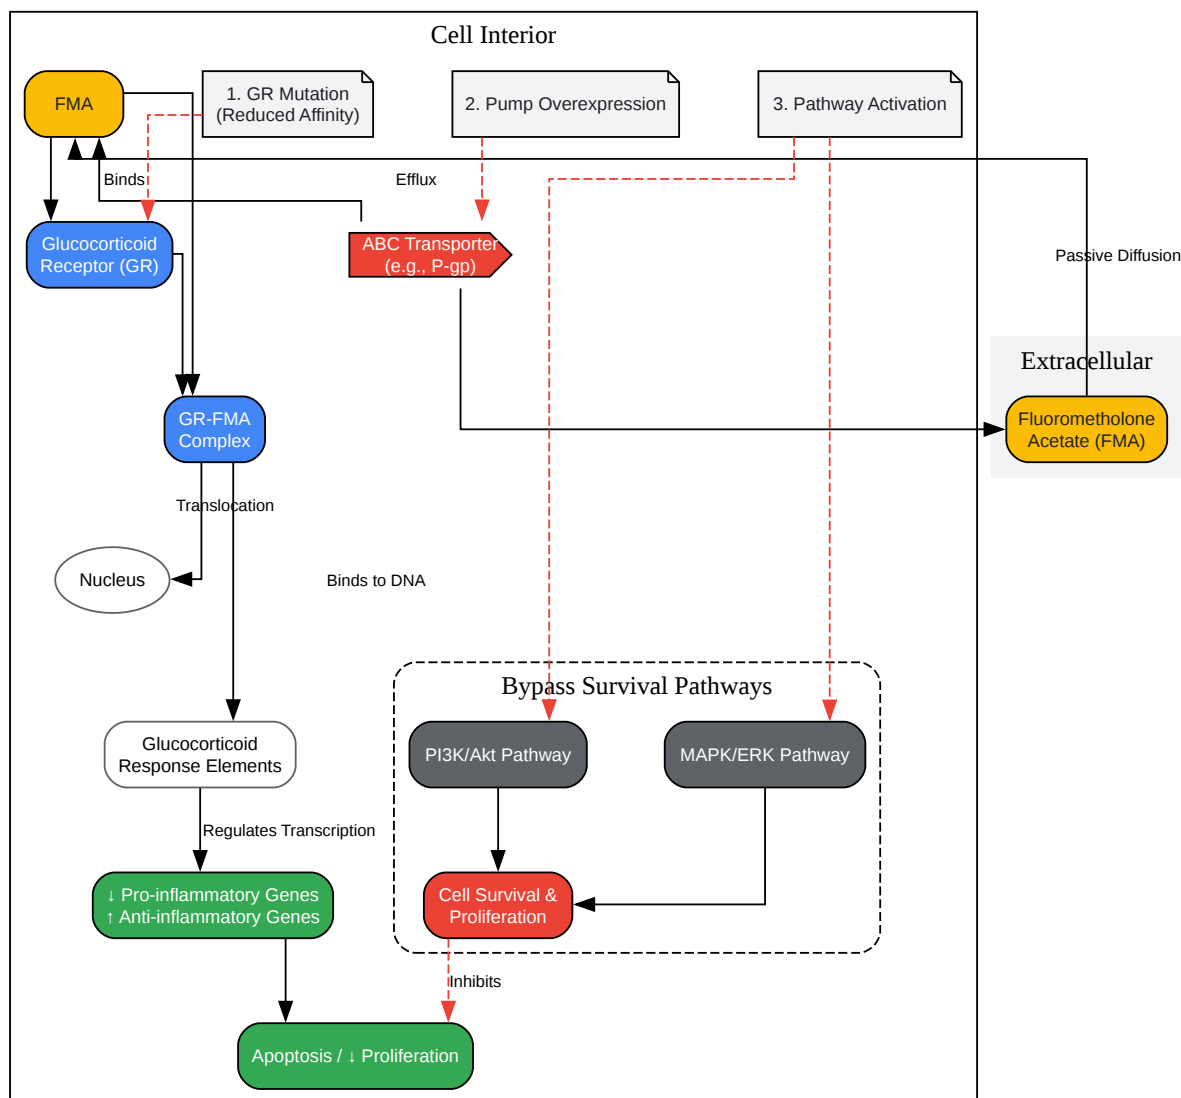 Cell Interior
FMA
1. GR Mutation
(Reduced Affinity)
2. Pump Overexpression
3. Pathway Activation
Binds
Efflux
Glucocorticoid
Receptor (GR)
ABC Transporter
(e.g., P-gp)
Passive Diffusion
Extracellular
Fluorometholone
Acetate (FMA)
GR-FMA
Complex
Translocation
Nucleus
Binds to DNA
Bypass Survival Pathways
Glucocorticoid
Response Elements
PI3K/Akt Pathway
MAPK/ERK Pathway
Regulates Transcription
↓ Pro-inflammatory Genes
↑ Anti-inflammatory Genes
Cell Survival &
Proliferation
Inhibits
Apoptosis / ↓ Proliferation